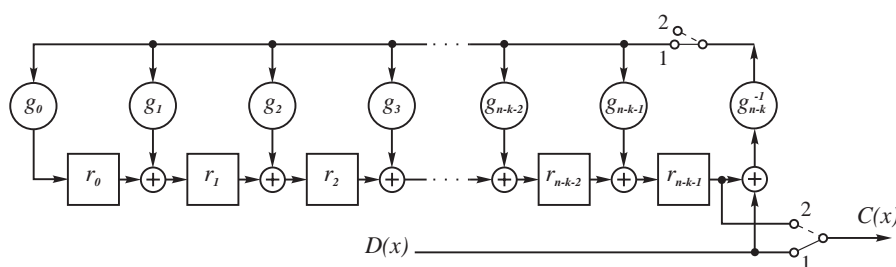 2
1
g₀ g₁ g₂ g₃ gₙ₋ₖ₋₂ gₙ₋ₖ₋₁ g⁻¹ₙ₋ₖ
r₀ + r₁ + r₂ + + rₙ₋ₖ₋₂ + rₙ₋ₖ₋₁ +
2 C(x)
D(x)
1